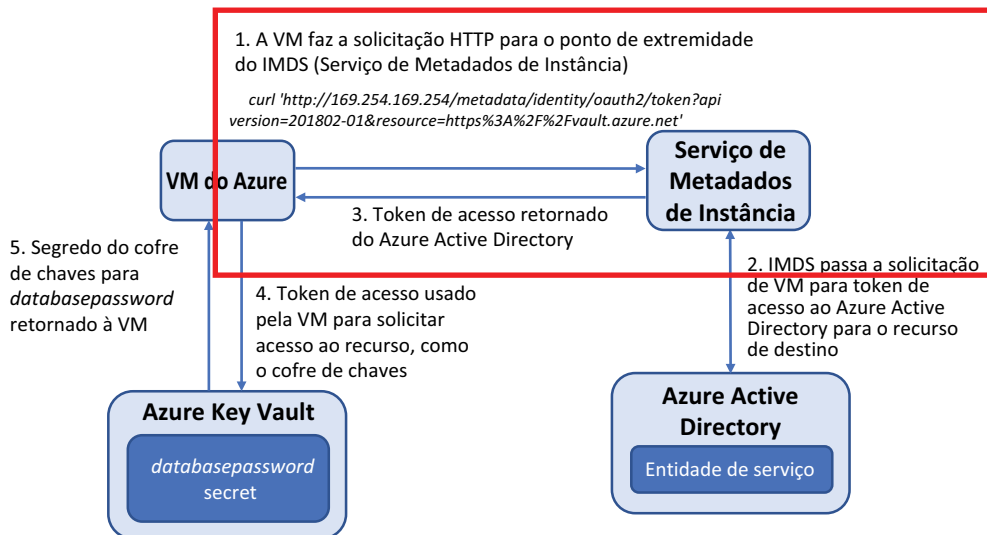 1. A VM faz a solicitação HTTP para o ponto de extremidade
do IMDS (Serviço de Metadados de Instância)
curl 'http://169.254.169.254/metadata/identity/oauth2/token?api
version=201802-01&resource=https%3A%2F%2Fvault.azure.net'
VM do Azure
Serviço de
Metadados
de Instância
3. Token de acesso retornado
do Azure Active Directory
5. Segredo do cofre
de chaves para
databasepassword
retornado à VM
4. Token de acesso usado
pela VM para solicitar
acesso ao recurso, como
o cofre de chaves
2. IMDS passa a solicitação
de VM para token de
acesso ao Azure Active
Directory para o recurso
de destino
Azure Key Vault
databasepassword
secret
Azure Active
Directory
Entidade de serviço